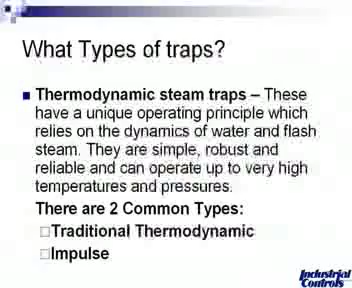 What Types of traps?
Thermodynamic steam traps – These
have a unique operating principle which
relies on the dynamics of water and flash
steam. They are simple, robust and
reliable and can operate up to very high
temperatures and pressures.
There are 2 Common Types:
Traditional Thermodynamic
Impulse
Industrial
Controls